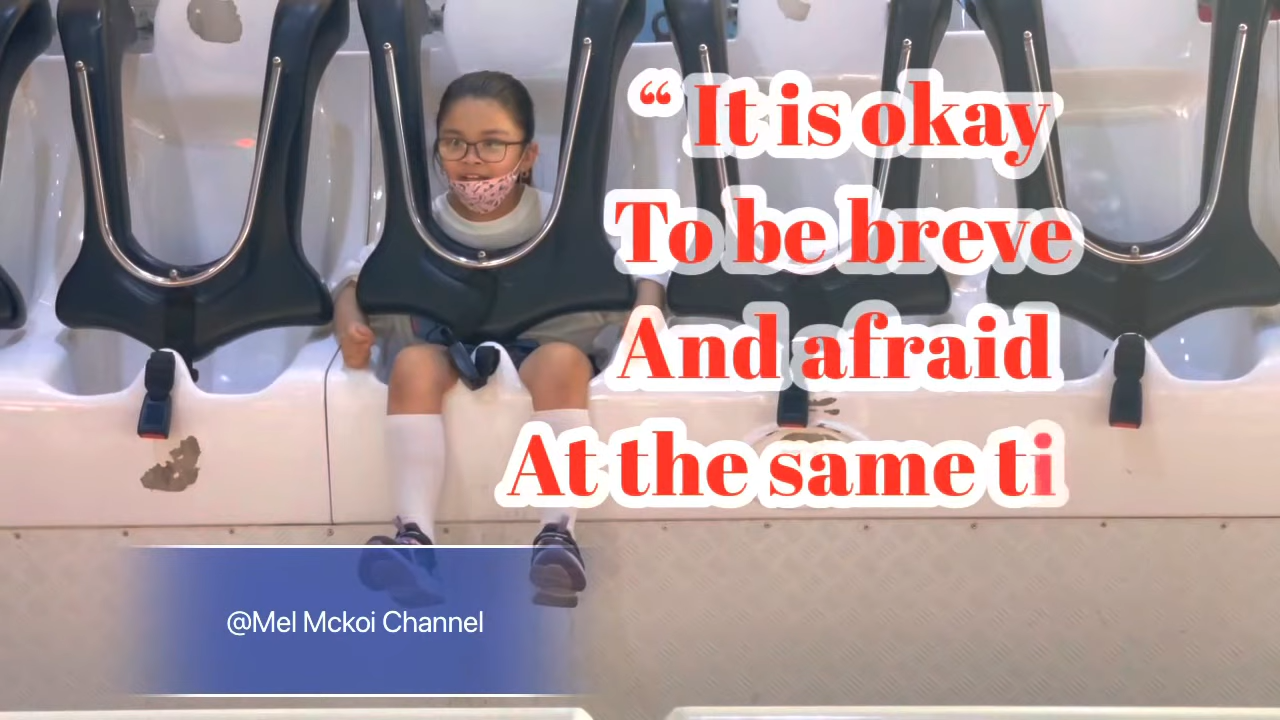 “ It is okay
To be breve
And afraid
At the same ti
@Mel Mckoi Channel